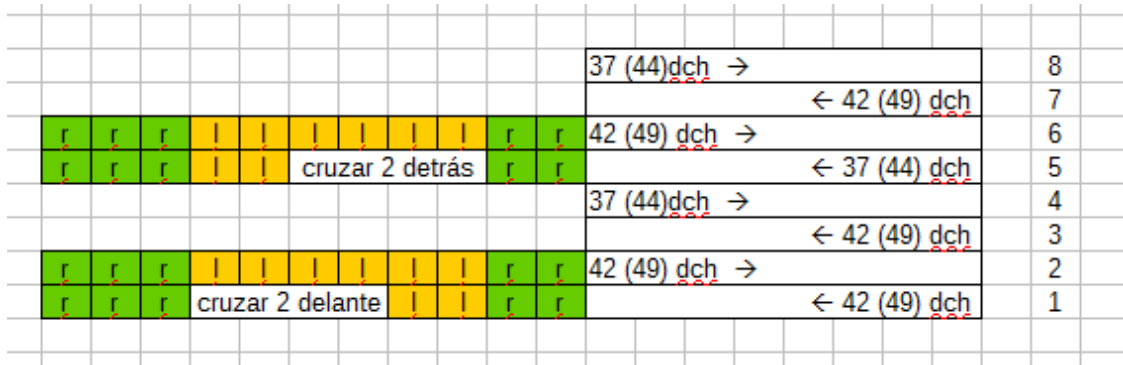 37 (44)dch → 8
← 42 (49) dch 7
r r r l l l l l l r r 42 (49) dch → 6
r r r l l cruzar 2 detrás r r ← 37 (44) dch 5
37 (44)dch → 4
← 42 (49) dch 3
r r r l l l l l l r r 42 (49) dch → 2
r r r cruzar 2 delante l l r r ← 42 (49) dch 1